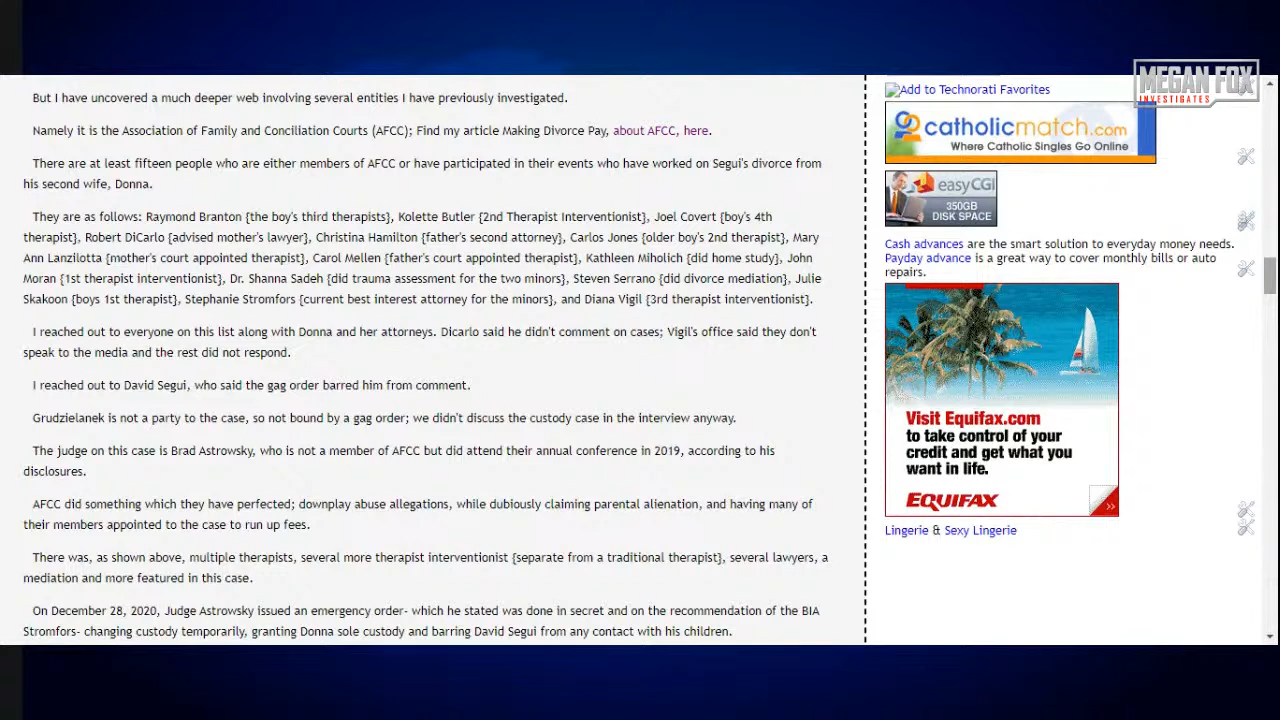 MEGAN FOX
INVESTIGATES
But I have uncovered a much deeper web involving several entities I have previously investigated.
Namely it is the Association of Family and Conciliation Courts (AFCC); Find my article Making Divorce Pay, about AFCC, here.
There are at least fifteen people who are either members of AFCC or have participated in their events who have worked on Segui's divorce from
his second wife, Donna.
They are as follows: Raymond Branton {the boy's third therapists}, Kolette Butler {2nd Therapist Interventionist}, Joel Covert {boy's 4th
therapist}, Robert DiCarlo {advised mother's lawyer}, Christina Hamilton {father's second attorney}, Carlos Jones {older boy's 2nd therapist}, Mary
Ann Lanzilotta {mother's court appointed therapist}, Carol Mellen {father's court appointed therapist}, Kathleen Miholich {did home study}, John
Moran {1st therapist interventionist}, Dr. Shanna Sadeh {did trauma assessment for the two minors}, Steven Serrano {did divorce mediation}, Julie
Skakoon {boys 1st therapist}, Stephanie Stromfors {current best interest attorney for the minors}, and Diana Vigil {3rd therapist interventionist}.
I reached out to everyone on this list along with Donna and her attorneys. Dicarlo said he didn't comment on cases; Vigil's office said they don't
speak to the media and the rest did not respond.
I reached out to David Segui, who said the gag order barred him from comment.
Grudzielanek is not a party to the case, so not bound by a gag order; we didn't discuss the custody case in the interview anyway.
The judge on this case is Brad Astrowsky, who is not a member of AFCC but did attend their annual conference in 2019, according to his
disclosures.
AFCC did something which they have perfected; downplay abuse allegations, while dubiously claiming parental alienation, and having many of
their members appointed to the case to run up fees.
There was, as shown above, multiple therapists, several more therapist interventionist {separate from a traditional therapist}, several lawyers, a
mediation and more featured in this case.
On December 28, 2020, Judge Astrowsky issued an emergency order- which he stated was done in secret and on the recommendation of the BIA
Stromfors- changing custody temporarily, granting Donna sole custody and barring David Segui from any contact with his children.
Add to Technorati Favorites
catholicmatch.com
Where Catholic Singles Go Online
easyCGI
350GB
DISK SPACE
Cash advances are the smart solution to everyday money needs.
Payday advance is a great way to cover monthly bills or auto
repairs.
Visit Equifax.com
to take control of your
credit and get what you
want in life.
EQUIFAX
Lingerie & Sexy Lingerie